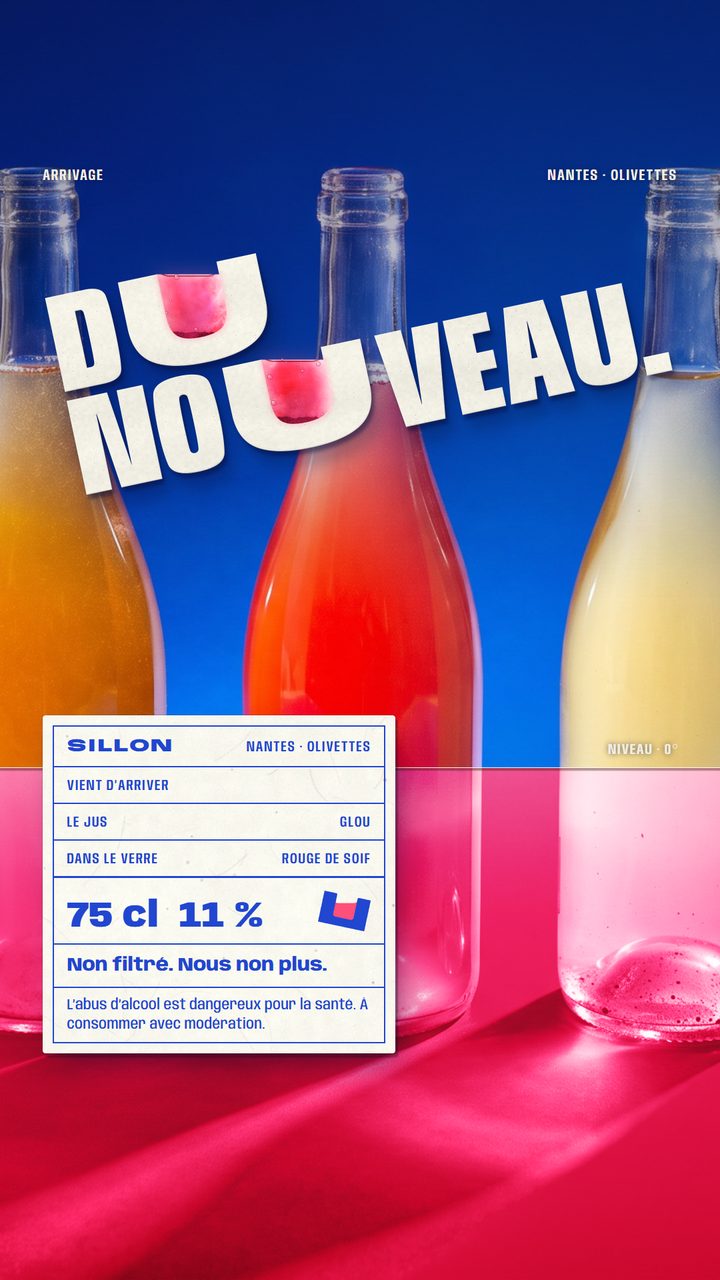 ARRIVAGE
NANTES · OLIVETTES
DU
NOUVEAU.
NIVEAU · 0°
SILLON
NANTES · OLIVETTES
VIENT D'ARRIVER
LE JUS
GLOU
DANS LE VERRE
ROUGE DE SOIF
75 cl 11 %
Non filtré. Nous non plus.
L'abus d'alcool est dangereux pour la santé. À
consommer avec modération.